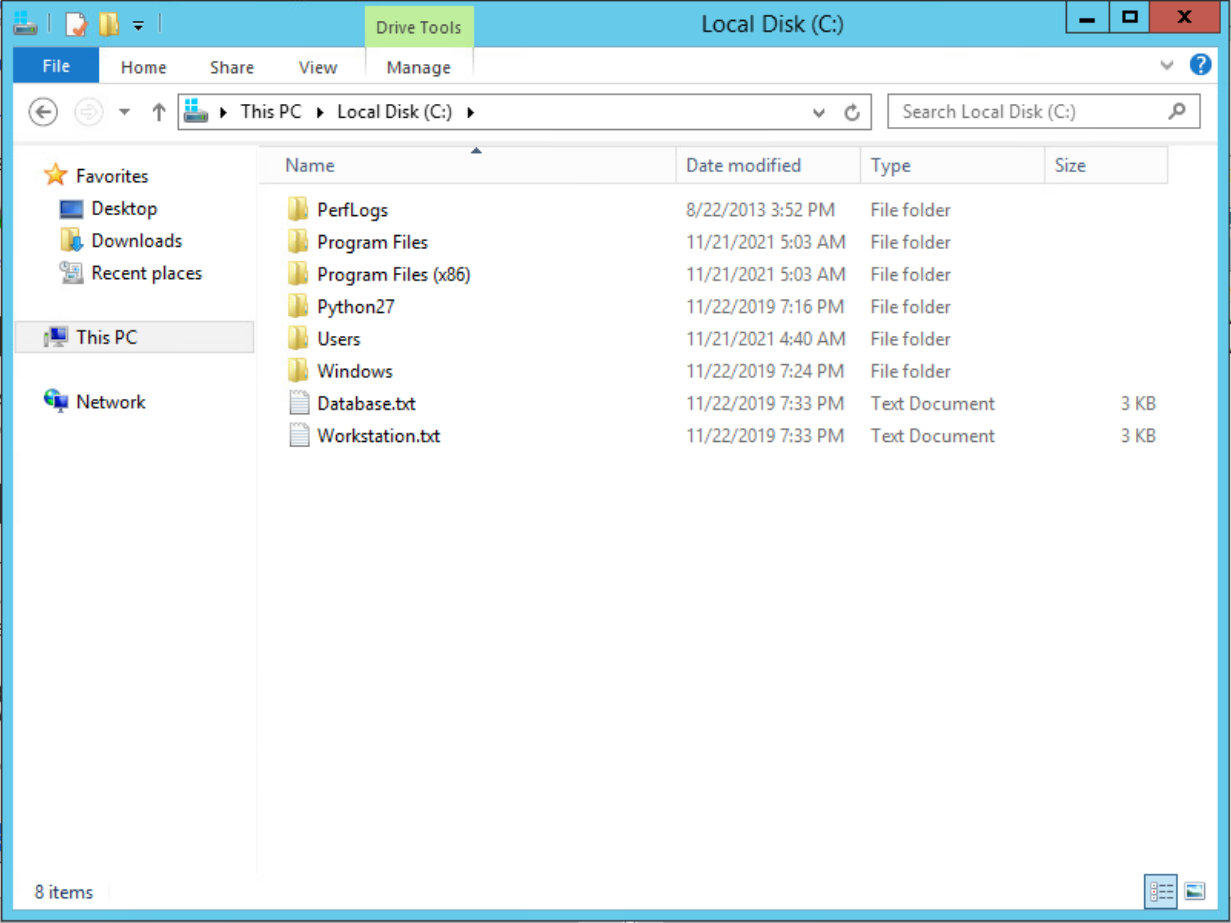 Drive Tools
Local Disk (C:)
File Home Share View Manage
This PC Local Disk (C:) Search Local Disk (C:)
Favorites
Desktop
Downloads
Recent places
This PC
Network
Name Date modified Type Size
PerfLogs 8/22/2013 3:52 PM File folder
Program Files 11/21/2021 5:03 AM File folder
Program Files (x86) 11/21/2021 5:03 AM File folder
Python27 11/22/2019 7:16 PM File folder
Users 11/21/2021 4:40 AM File folder
Windows 11/22/2019 7:24 PM File folder
Database.txt 11/22/2019 7:33 PM Text Document 3 KB
Workstation.txt 11/22/2019 7:33 PM Text Document 3 KB
8 items